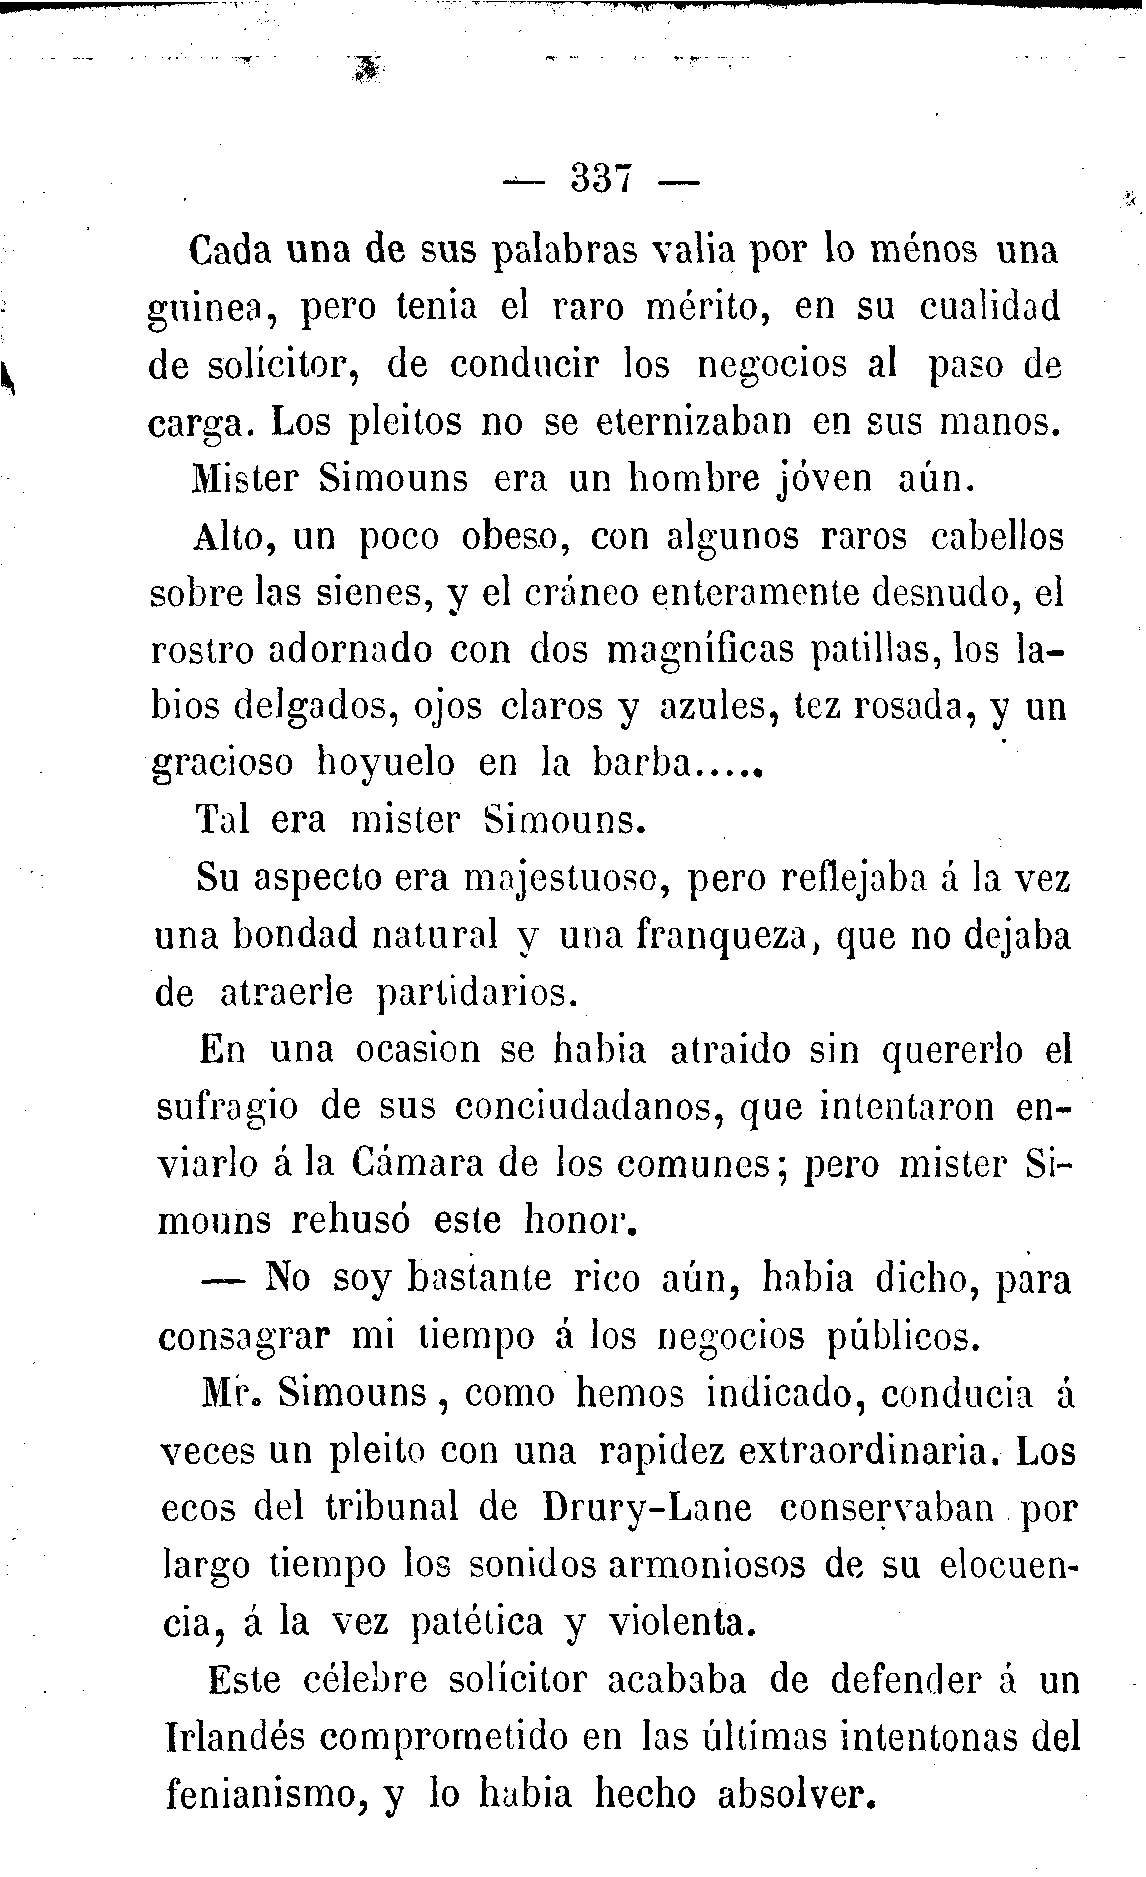 — 337 —
Cada una de sus palabras valia por lo ménos una
guinea, pero tenia el raro mérito, en su cualidad
de solícitor, de conducir los negocios al paso de
carga. Los pleitos no se eternizaban en sus manos.
Mister Simouns era un hombre jóven aún.
Alto, un poco obeso, con algunos raros cabellos
sobre las sienes, y el cráneo enteramente desnudo, el
rostro adornado con dos magníficas patillas, los la-
bios delgados, ojos claros y azules, tez rosada, y un
gracioso hoyuelo en la barba.....
Tal era mister Simouns.
Su aspecto era majestuoso, pero reflejaba á la vez
una bondad natural y una franqueza, que no dejaba
de atraerle partidarios.
En una ocasion se habia atraido sin quererlo el
sufragio de sus conciudadanos, que intentaron en-
viarlo á la Cámara de los comunes; pero mister Si-
mouns rehusó este honor.
— No soy bastante rico aún, habia dicho, para
consagrar mi tiempo á los negocios públicos.
Mr. Simouns, como hemos indicado, conducia á
veces un pleito con una rapidez extraordinaria. Los
ecos del tribunal de Drury-Lane conservaban por
largo tiempo los sonidos armoniosos de su elocuen-
cia, á la vez patética y violenta.
Este célebre solícitor acababa de defender á un
Irlandés comprometido en las últimas intentonas del
fenianismo, y lo habia hecho absolver.